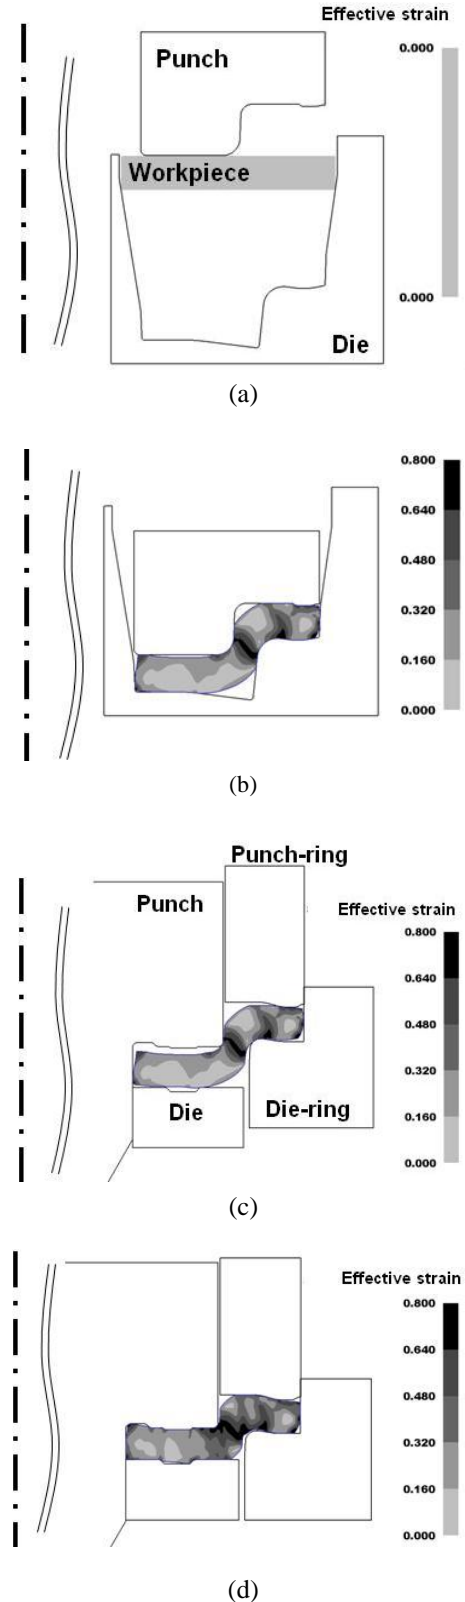 Effective strain
0.000
Punch
Workpiece
0.000
Die
(a)
0.800
0.640
0.480
0.320
0.160
0.000
(b)
Punch-ring
Punch
Effective strain
0.800
0.640
0.480
0.320
0.160
0.000
Die
Die-ring
(c)
Effective strain
0.800
0.640
0.480
0.320
0.160
0.000
(d)